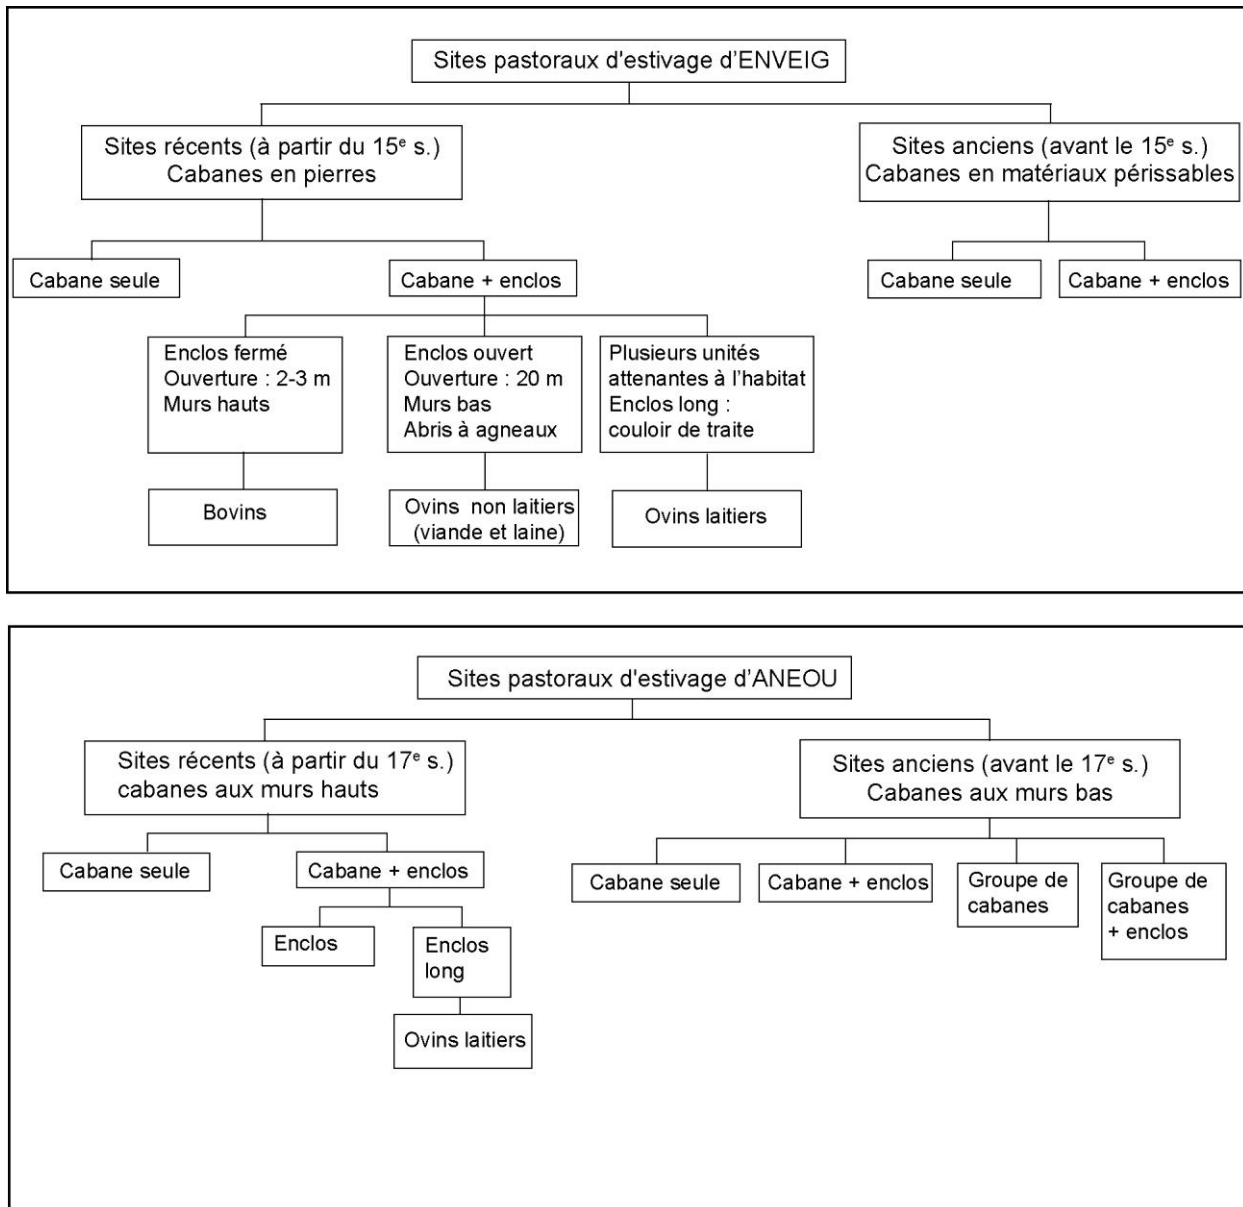 Sites pastoraux d'estivage d'ENVEIG
Sites récents (à partir du 15e s.)
Cabanes en pierres
Sites anciens (avant le 15e s.)
Cabanes en matériaux périssables
Cabane seule
Cabane + enclos
Cabane seule
Cabane + enclos
Enclos fermé
Ouverture : 2-3 m
Murs hauts
Enclos ouvert
Ouverture : 20 m
Murs bas
Abris à agneaux
Plusieurs unités
attenantes à l'habitat
Enclos long :
couloir de traite
Bovins
Ovins non laitiers
(viande et laine)
Ovins laitiers
Sites pastoraux d'estivage d'ANEOU
Sites récents (à partir du 17e s.)
cabanes aux murs hauts
Sites anciens (avant le 17e s.)
Cabanes aux murs bas
Cabane seule
Cabane + enclos
Cabane seule
Cabane + enclos
Groupe de
cabanes
Groupe de
cabanes
+ enclos
Enclos
Enclos
long
Ovins laitiers